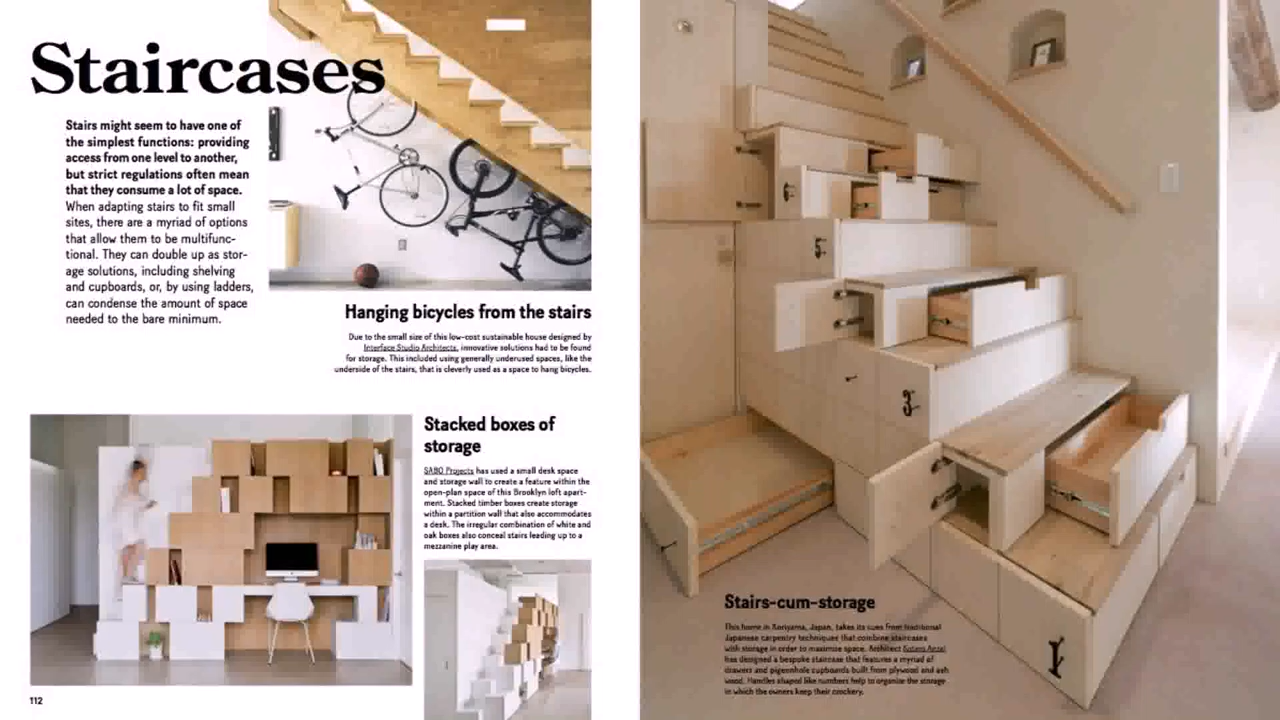 Staircases
Stairs might seem to have one of
the simplest functions: providing
access from one level to another,
but strict regulations often mean
that they consume a lot of space.
When adapting stairs to fit small
sites, there are a myriad of options
that allow them to be multifunc-
tional. They can double up as stor-
age solutions, including shelving
and cupboards, or, by using ladders,
can condense the amount of space
needed to the bare minimum.
Hanging bicycles from the stairs
Due to the small size of this low-cost sustainable house designed by
Interface Studio Architects, innovative solutions had to be found
for storage. This included using generally underused spaces, like the
underside of the stairs, that is cleverly used as a space to hang bicycles.
Stacked boxes of
storage
SABO Projects has used a small desk space
and storage wall to create a feature within the
open-plan space of this Brooklyn loft apart-
ment. Stacked timber boxes create storage
within a partition wall that also accommodates
a desk. The irregular combination of white and
oak boxes also conceal stairs leading up to a
mezzanine play area.
112
6
5
3
1
Stairs-cum-storage
This home in Koriyama, Japan, takes its cues from traditional
Japanese carpentry techniques that combine staircases
with storage in order to maximise space. Architect Kotaro Anzai
has designed a bespoke staircase that features a myriad of
drawers and pigeonhole cupboards built from plywood and ash
wood. Handles shaped like numbers help to organise the storage
in which the owners keep their crockery.